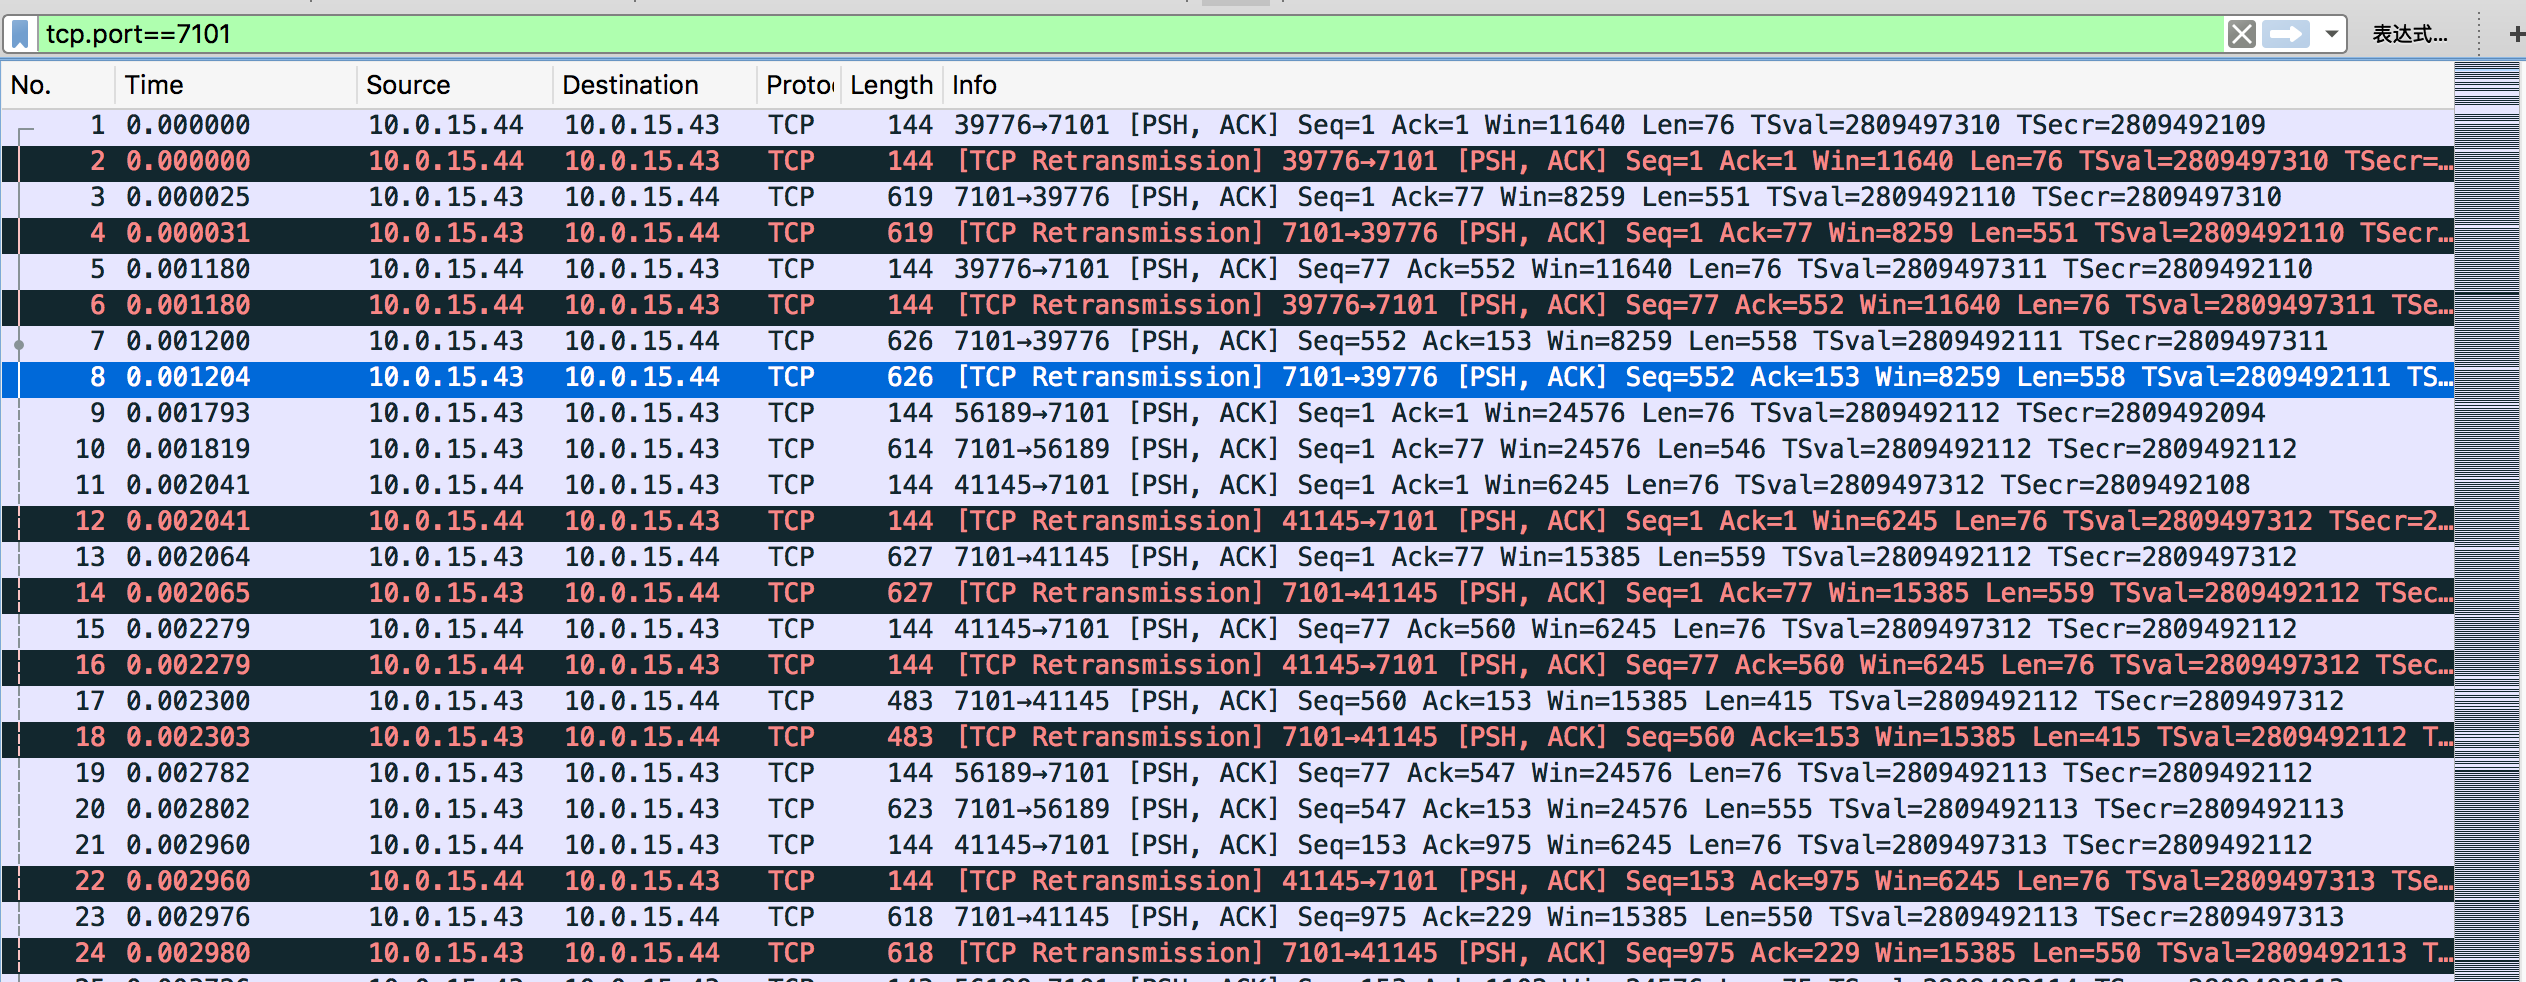 tcp.port==7101 表达式…
No. Time Source Destination Proto Length Info
1 0.000000 10.0.15.44 10.0.15.43 TCP 144 39776→7101 [PSH, ACK] Seq=1 Ack=1 Win=11640 Len=76 TSval=2809497310 TSecr=2809492109
2 0.000000 10.0.15.44 10.0.15.43 TCP 144 [TCP Retransmission] 39776→7101 [PSH, ACK] Seq=1 Ack=1 Win=11640 Len=76 TSval=2809497310 TSecr=…
3 0.000025 10.0.15.43 10.0.15.44 TCP 619 7101→39776 [PSH, ACK] Seq=1 Ack=77 Win=8259 Len=551 TSval=2809492110 TSecr=2809497310
4 0.000031 10.0.15.43 10.0.15.44 TCP 619 [TCP Retransmission] 7101→39776 [PSH, ACK] Seq=1 Ack=77 Win=8259 Len=551 TSval=2809492110 TSecr…
5 0.001180 10.0.15.44 10.0.15.43 TCP 144 39776→7101 [PSH, ACK] Seq=77 Ack=552 Win=11640 Len=76 TSval=2809497311 TSecr=2809492110
6 0.001180 10.0.15.44 10.0.15.43 TCP 144 [TCP Retransmission] 39776→7101 [PSH, ACK] Seq=77 Ack=552 Win=11640 Len=76 TSval=2809497311 TSe…
7 0.001200 10.0.15.43 10.0.15.44 TCP 626 7101→39776 [PSH, ACK] Seq=552 Ack=153 Win=8259 Len=558 TSval=2809492111 TSecr=2809497311
8 0.001204 10.0.15.43 10.0.15.44 TCP 626 [TCP Retransmission] 7101→39776 [PSH, ACK] Seq=552 Ack=153 Win=8259 Len=558 TSval=2809492111 TS…
9 0.001793 10.0.15.43 10.0.15.43 TCP 144 56189→7101 [PSH, ACK] Seq=1 Ack=1 Win=24576 Len=76 TSval=2809492112 TSecr=2809492094
10 0.001819 10.0.15.43 10.0.15.43 TCP 614 7101→56189 [PSH, ACK] Seq=1 Ack=77 Win=24576 Len=546 TSval=2809492112 TSecr=2809492112
11 0.002041 10.0.15.44 10.0.15.43 TCP 144 41145→7101 [PSH, ACK] Seq=1 Ack=1 Win=6245 Len=76 TSval=2809497312 TSecr=2809492108
12 0.002041 10.0.15.44 10.0.15.43 TCP 144 [TCP Retransmission] 41145→7101 [PSH, ACK] Seq=1 Ack=1 Win=6245 Len=76 TSval=2809497312 TSecr=2…
13 0.002064 10.0.15.43 10.0.15.44 TCP 627 7101→41145 [PSH, ACK] Seq=1 Ack=77 Win=15385 Len=559 TSval=2809492112 TSecr=2809497312
14 0.002065 10.0.15.43 10.0.15.44 TCP 627 [TCP Retransmission] 7101→41145 [PSH, ACK] Seq=1 Ack=77 Win=15385 Len=559 TSval=2809492112 TSec…
15 0.002279 10.0.15.44 10.0.15.43 TCP 144 41145→7101 [PSH, ACK] Seq=77 Ack=560 Win=6245 Len=76 TSval=2809497312 TSecr=2809492112
16 0.002279 10.0.15.44 10.0.15.43 TCP 144 [TCP Retransmission] 41145→7101 [PSH, ACK] Seq=77 Ack=560 Win=6245 Len=76 TSval=2809497312 TSec…
17 0.002300 10.0.15.43 10.0.15.44 TCP 483 7101→41145 [PSH, ACK] Seq=560 Ack=153 Win=15385 Len=415 TSval=2809492112 TSecr=2809497312
18 0.002303 10.0.15.43 10.0.15.44 TCP 483 [TCP Retransmission] 7101→41145 [PSH, ACK] Seq=560 Ack=153 Win=15385 Len=415 TSval=2809492112 T…
19 0.002782 10.0.15.43 10.0.15.43 TCP 144 56189→7101 [PSH, ACK] Seq=77 Ack=547 Win=24576 Len=76 TSval=2809492113 TSecr=2809492112
20 0.002802 10.0.15.43 10.0.15.43 TCP 623 7101→56189 [PSH, ACK] Seq=547 Ack=153 Win=24576 Len=555 TSval=2809492113 TSecr=2809492113
21 0.002960 10.0.15.44 10.0.15.43 TCP 144 41145→7101 [PSH, ACK] Seq=153 Ack=975 Win=6245 Len=76 TSval=2809497313 TSecr=2809492112
22 0.002960 10.0.15.44 10.0.15.43 TCP 144 [TCP Retransmission] 41145→7101 [PSH, ACK] Seq=153 Ack=975 Win=6245 Len=76 TSval=2809497313 TSe…
23 0.002976 10.0.15.43 10.0.15.44 TCP 618 7101→41145 [PSH, ACK] Seq=975 Ack=229 Win=15385 Len=550 TSval=2809492113 TSecr=2809497313
24 0.002980 10.0.15.43 10.0.15.44 TCP 618 [TCP Retransmission] 7101→41145 [PSH, ACK] Seq=975 Ack=229 Win=15385 Len=550 TSval=2809492113 T…